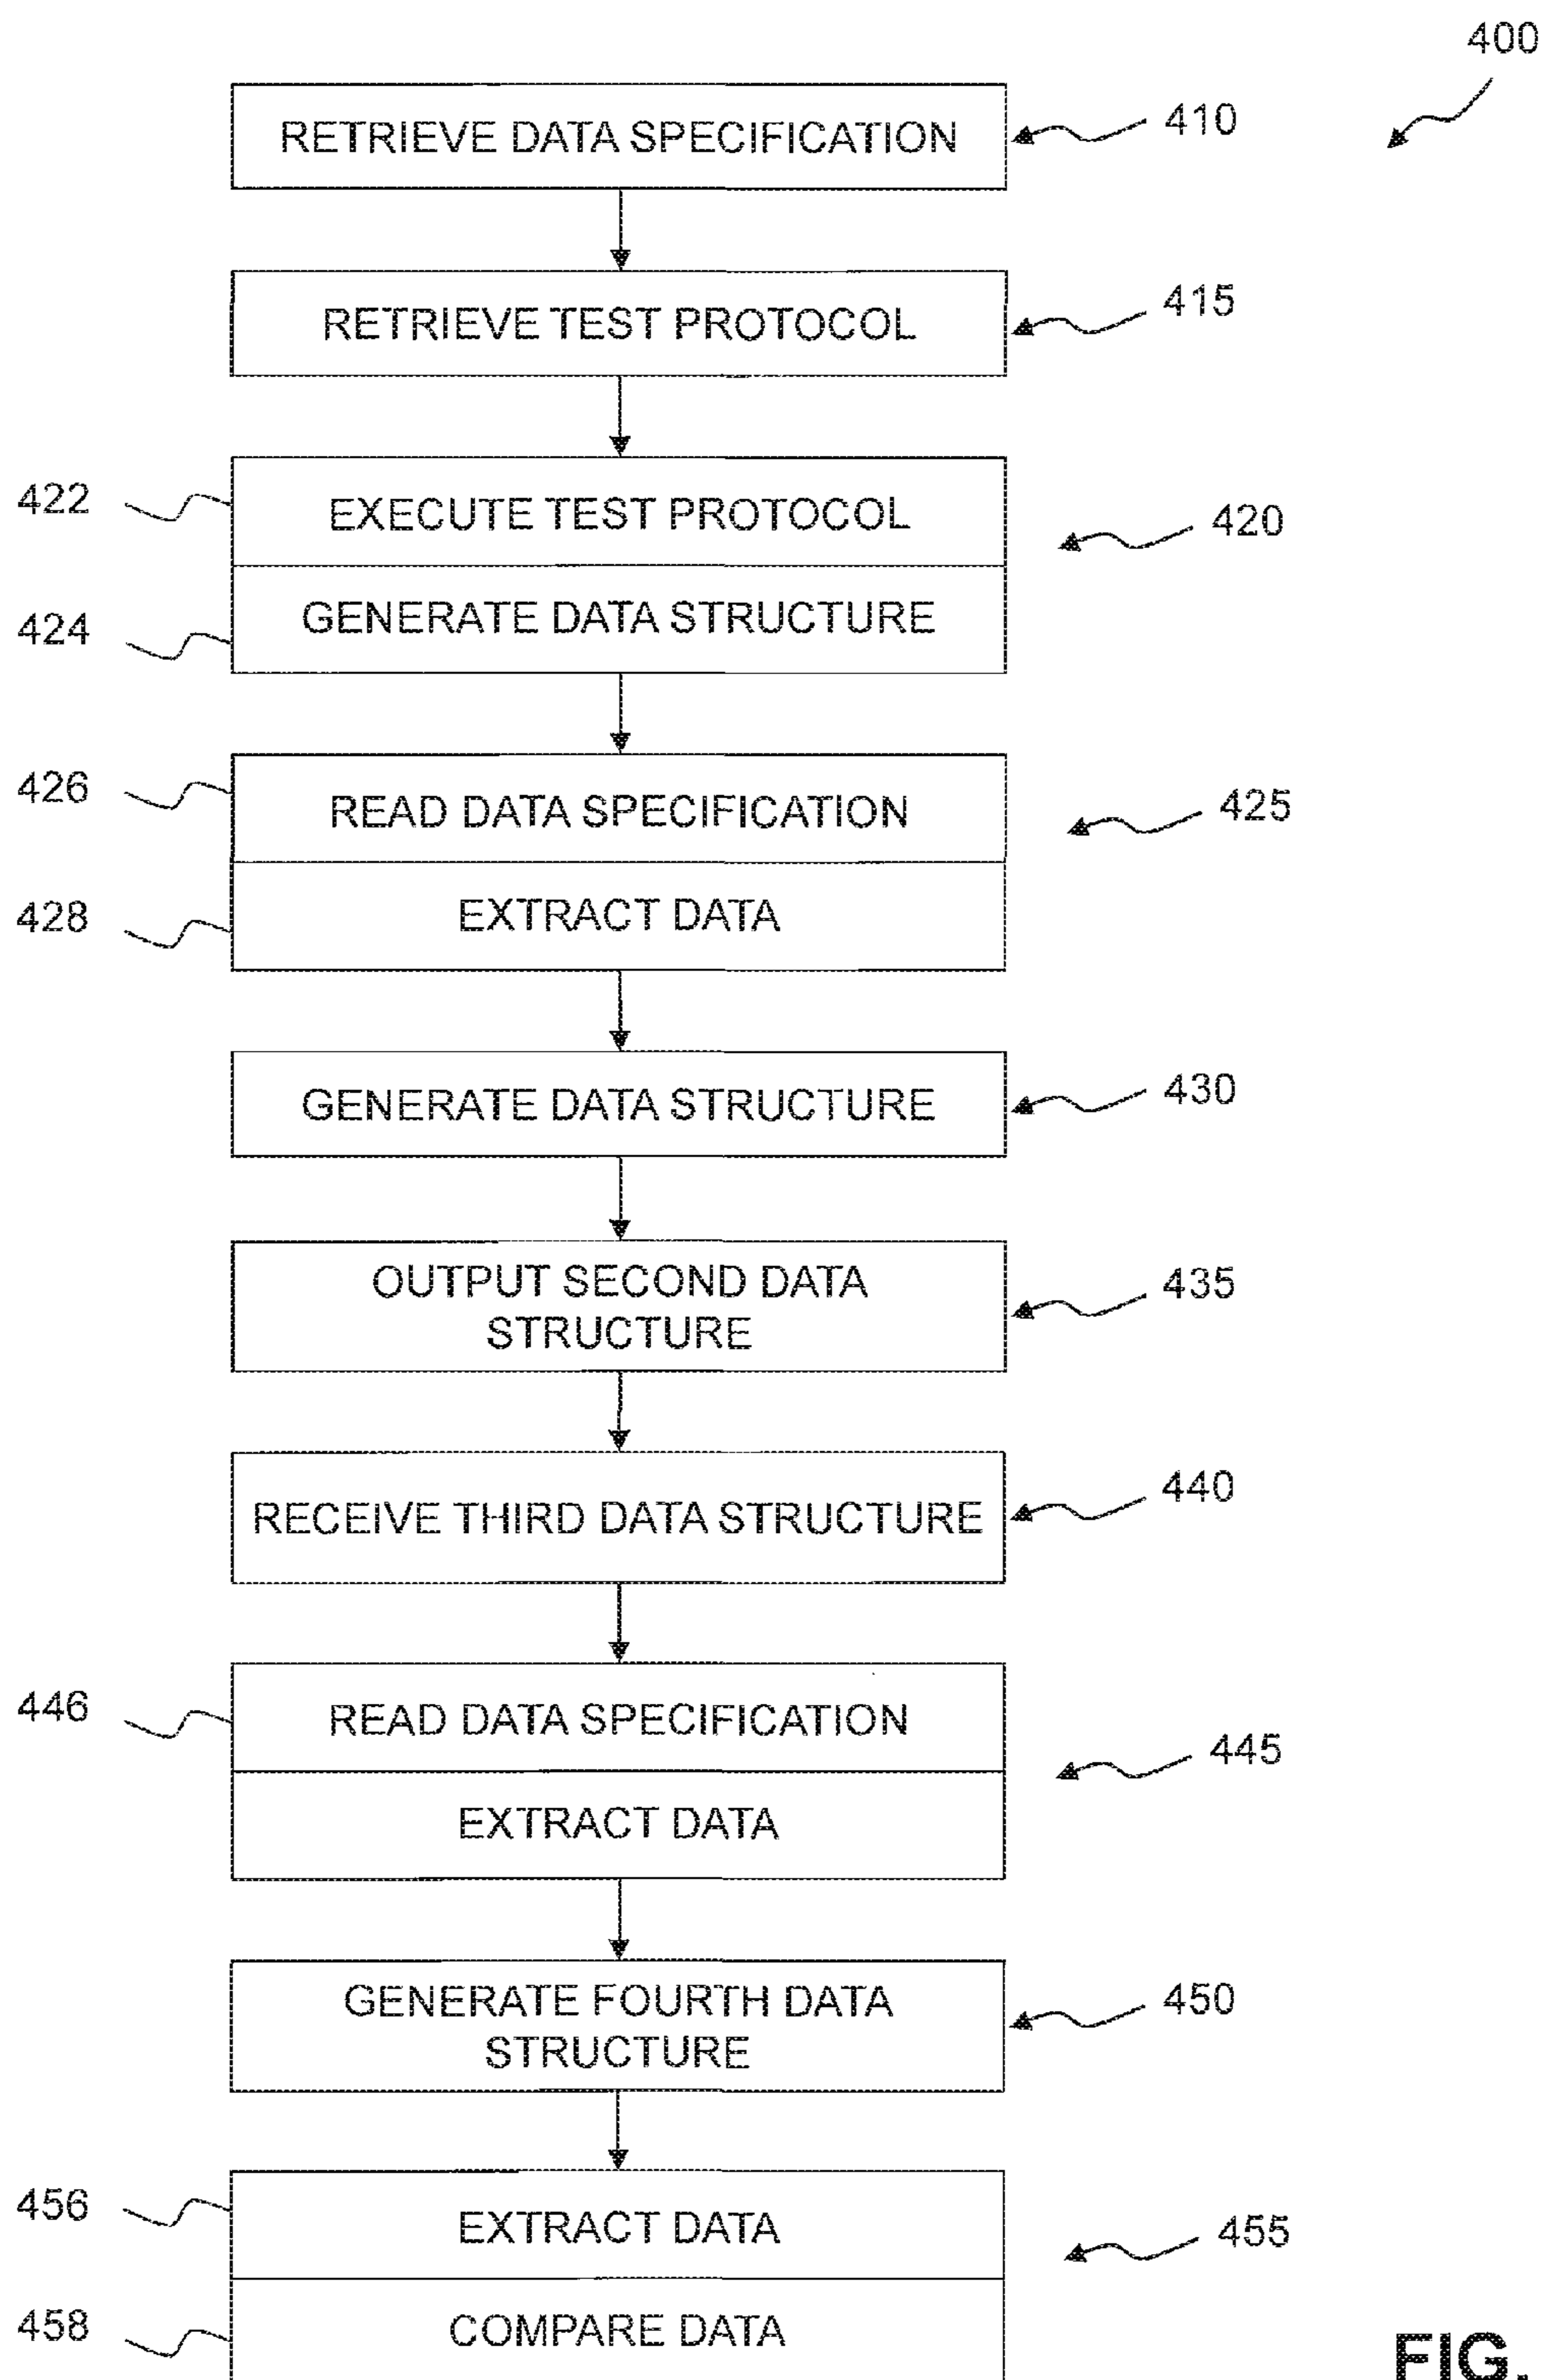 400
RETRIEVE DATA SPECIFICATION
410
RETRIEVE TEST PROTOCOL
415
422
EXECUTE TEST PROTOCOL
420
424
GENERATE DATA STRUCTURE
426
READ DATA SPECIFICATION
425
428
EXTRACT DATA
GENERATE DATA STRUCTURE
430
OUTPUT SECOND DATA
STRUCTURE
435
RECEIVE THIRD DATA STRUCTURE
440
446
READ DATA SPECIFICATION
445
EXTRACT DATA
GENERATE FOURTH DATA
STRUCTURE
450
456
EXTRACT DATA
455
458
COMPARE DATA
FIG.